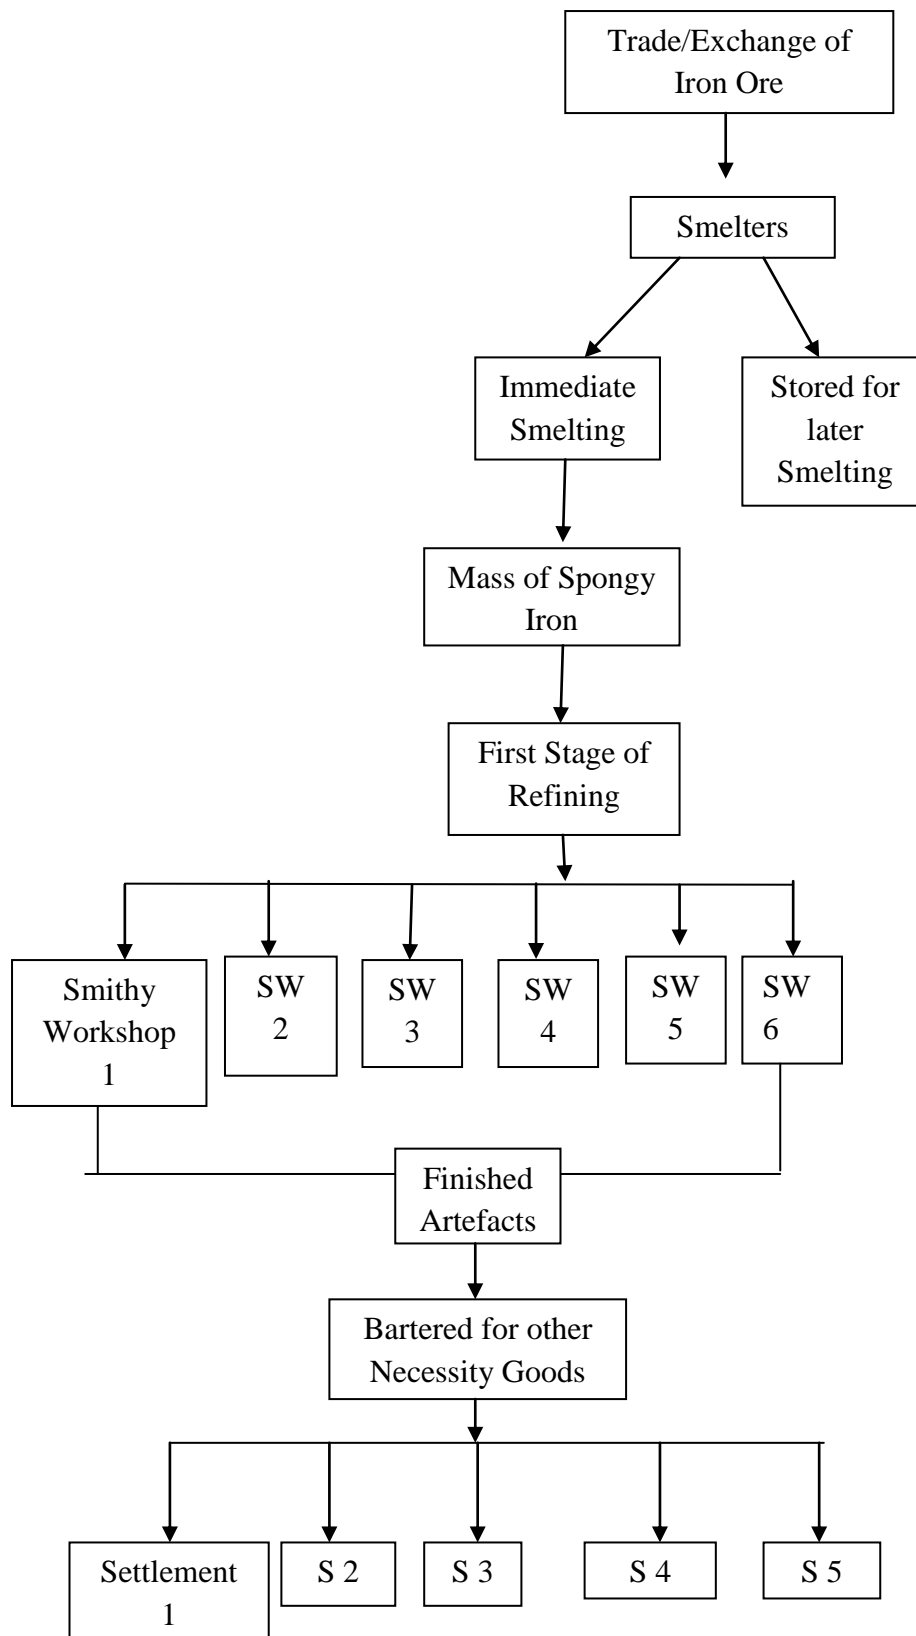 Trade/Exchange of
Iron Ore
Smelters
Immediate
Smelting
Stored for
later
Smelting
Mass of Spongy
Iron
First Stage of
Refining
Smithy
Workshop
1
SW
2
SW
3
SW
4
SW
5
SW
6
Finished
Artefacts
Bartered for other
Necessity Goods
Settlement
1
S 2
S 3
S 4
S 5